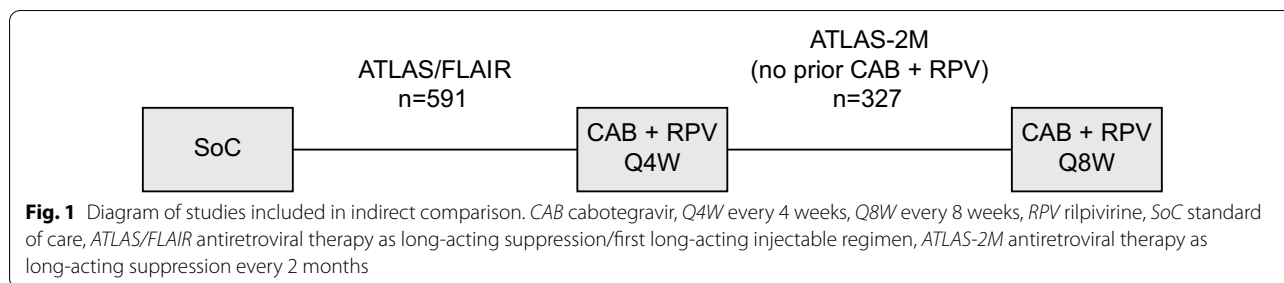 ATLAS/FLAIR
n=591
ATLAS-2M
(no prior CAB + RPV)
n=327
SoC
CAB + RPV
Q4W
CAB + RPV
Q8W
Fig. 1 Diagram of studies included in indirect comparison. CAB cabotegravir, Q4W every 4 weeks, Q8W every 8 weeks, RPV rilpivirine, SoC standard
of care, ATLAS/FLAIR antiretroviral therapy as long-acting suppression/first long-acting injectable regimen, ATLAS-2M antiretroviral therapy as
long-acting suppression every 2 months